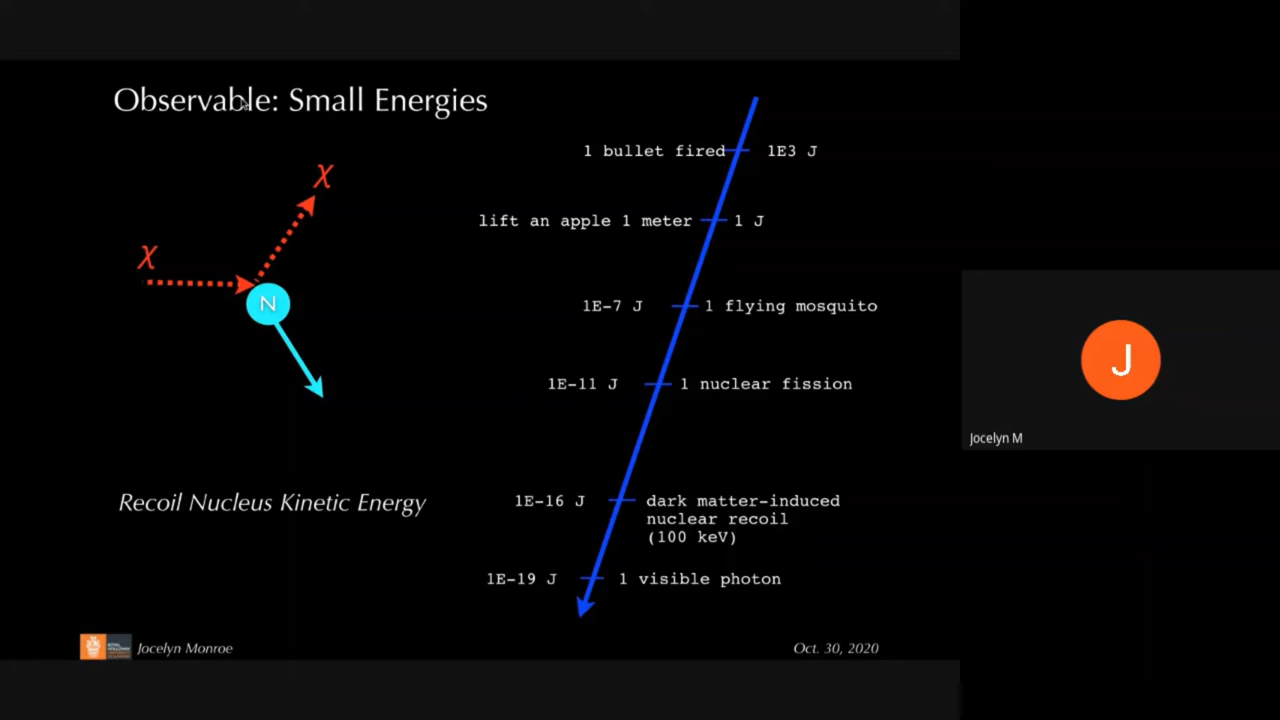 Observable: Small Energies
χ
χ
N
Recoil Nucleus Kinetic Energy
1 bullet fired 1E3 J
lift an apple 1 meter 1 J
1E-7 J 1 flying mosquito
1E-11 J 1 nuclear fission
1E-16 J dark matter-induced
nuclear recoil
(100 keV)
1E-19 J 1 visible photon
Jocelyn Monroe
Oct. 30, 2020
J
Jocelyn M